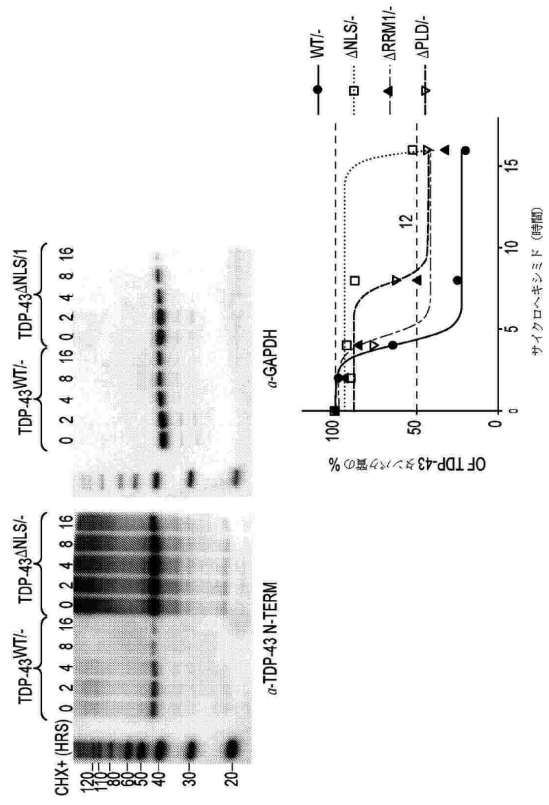 TDP-43WT/-
TDP-43ΔNLS/-
CHX+ (HRS)
0 2 4 8 16
0 2 4 8 16
120
110
80
60
50
40
30
20
α-TDP-43 N-TERM
TDP-43WT/-
TDP-43ΔNLS/1
0 2 4 8 16
0 2 4 8 16
α-GAPDH
OF TDP-43 タンパク質の %
100
50
0
12
0
5
10
15
サイクロヘキシミド (時間)
WT/-
ΔNLS/-
ΔRRM1/-
ΔPLD/-